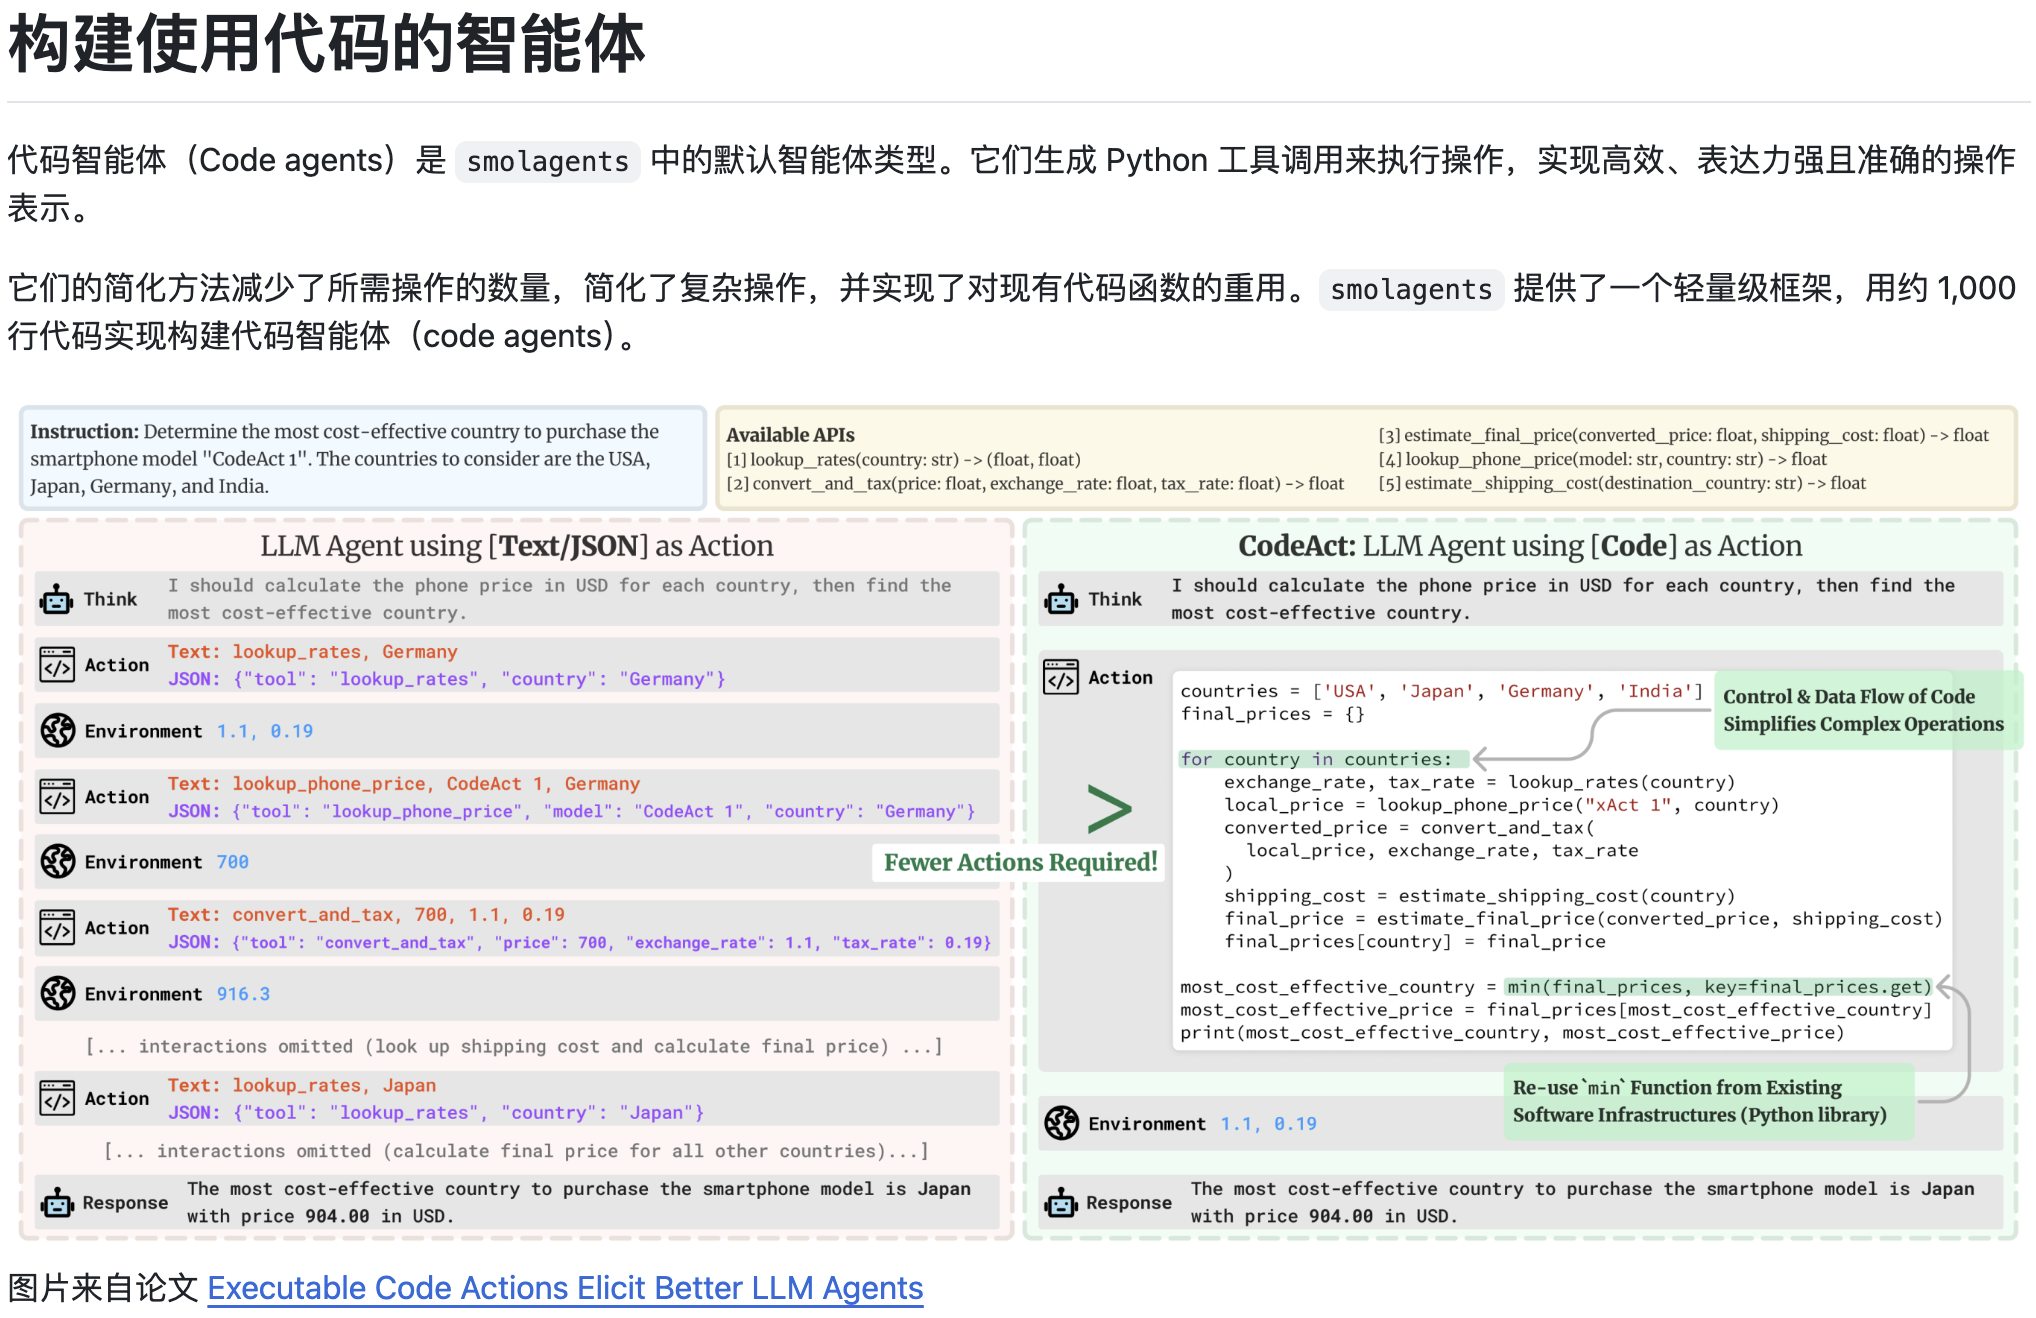 构建使用代码的智能体
代码智能体（Code agents）是 smolagents 中的默认智能体类型。它们生成 Python 工具调用来执行操作，实现高效、表达力强且准确的操作
表示。
它们的简化方法减少了所需操作的数量，简化了复杂操作，并实现了对现有代码函数的重用。 smolagents 提供了一个轻量级框架，用约 1,000
行代码实现构建代码智能体（code agents）。
Instruction: Determine the most cost-effective country to purchase the
smartphone model "CodeAct 1". The countries to consider are the USA,
Japan, Germany, and India.
Available APIs
[1] lookup_rates(country: str) -> (float, float)
[2] convert_and_tax(price: float, exchange_rate: float, tax_rate: float) -> float
[3] estimate_final_price(converted_price: float, shipping_cost: float) -> float
[4] lookup_phone_price(model: str, country: str) -> float
[5] estimate_shipping_cost(destination_country: str) -> float
LLM Agent using [Text/JSON] as Action
Think
I should calculate the phone price in USD for each country, then find the
most cost-effective country.
Action
Text: lookup_rates, Germany
JSON: {"tool": "lookup_rates", "country": "Germany"}
Environment 1.1, 0.19
Action
Text: lookup_phone_price, CodeAct 1, Germany
JSON: {"tool": "lookup_phone_price", "model": "CodeAct 1", "country": "Germany"}
Environment 700
Action
Text: convert_and_tax, 700, 1.1, 0.19
JSON: {"tool": "convert_and_tax", "price": 700, "exchange_rate": 1.1, "tax_rate": 0.19}
Environment 916.3
[... interactions omitted (look up shipping cost and calculate final price) ...]
Action
Text: lookup_rates, Japan
JSON: {"tool": "lookup_rates", "country": "Japan"}
[... interactions omitted (calculate final price for all other countries)...]
Response
The most cost-effective country to purchase the smartphone model is Japan
with price 904.00 in USD.
>
Fewer Actions Required!
CodeAct: LLM Agent using [Code] as Action
Think
I should calculate the phone price in USD for each country, then find the
most cost-effective country.
Action
countries = ['USA', 'Japan', 'Germany', 'India']
final_prices = {}
for country in countries:
exchange_rate, tax_rate = lookup_rates(country)
local_price = lookup_phone_price("xAct 1", country)
converted_price = convert_and_tax(
local_price, exchange_rate, tax_rate
)
shipping_cost = estimate_shipping_cost(country)
final_price = estimate_final_price(converted_price, shipping_cost)
final_prices[country] = final_price
most_cost_effective_country = min(final_prices, key=final_prices.get)
most_cost_effective_price = final_prices[most_cost_effective_country]
print(most_cost_effective_country, most_cost_effective_price)
Control & Data Flow of Code
Simplifies Complex Operations
Re-use `min` Function from Existing
Software Infrastructures (Python library)
Environment 1.1, 0.19
Response
The most cost-effective country to purchase the smartphone model is Japan
with price 904.00 in USD.
图片来自论文 Executable Code Actions Elicit Better LLM Agents